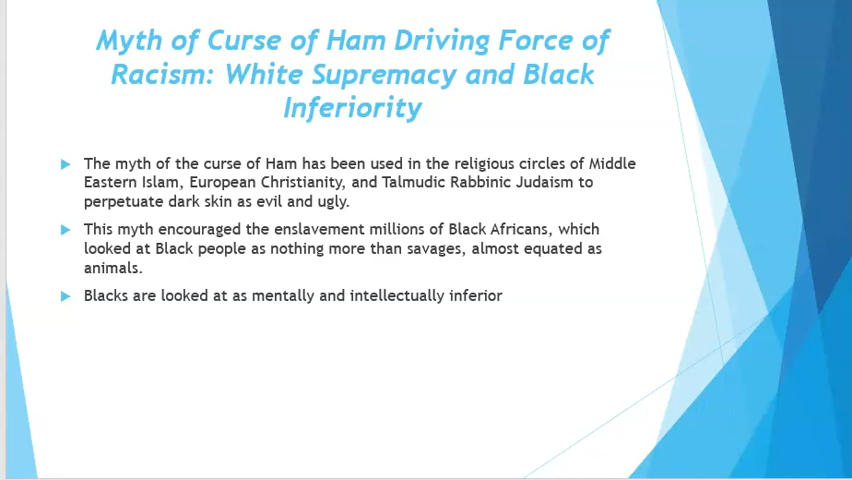 Myth of Curse of Ham Driving Force of
Racism: White Supremacy and Black
Inferiority
The myth of the curse of Ham has been used in the religious circles of Middle
Eastern Islam, European Christianity, and Talmudic Rabbinic Judaism to
perpetuate dark skin as evil and ugly.
This myth encouraged the enslavement millions of Black Africans, which
looked at Black people as nothing more than savages, almost equated as
animals.
Blacks are looked at as mentally and intellectually inferior